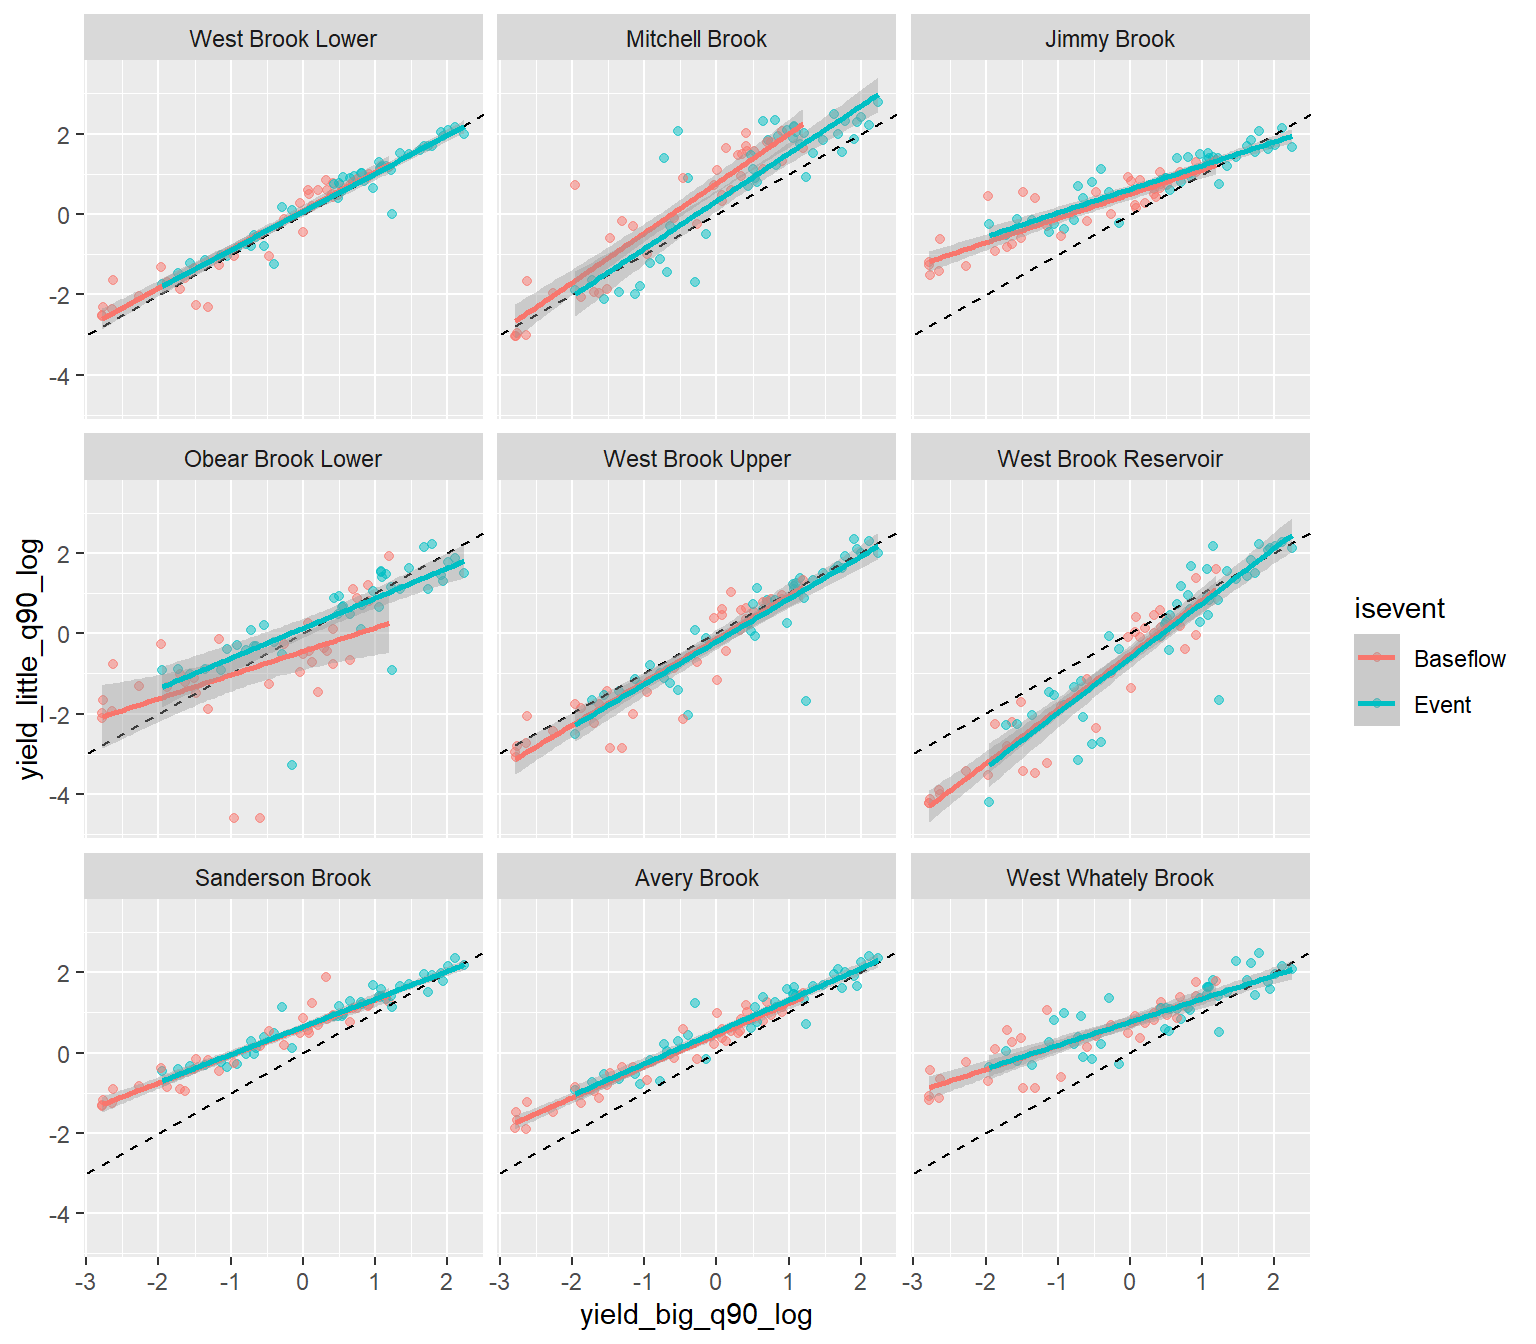 West Brook Lower
Mitchell Brook
Jimmy Brook
2
0
-2
-4
Obear Brook Lower
West Brook Upper
West Brook Reservoir
2
0
-2
-4
yield_little_q90_log
isevent
Baseflow
Event
Sanderson Brook
Avery Brook
West Whately Brook
2
0
-2
-4
-3 -2 -1 0 1 2 -3 -2 -1 0 1 2 -3 -2 -1 0 1 2
yield_big_q90_log